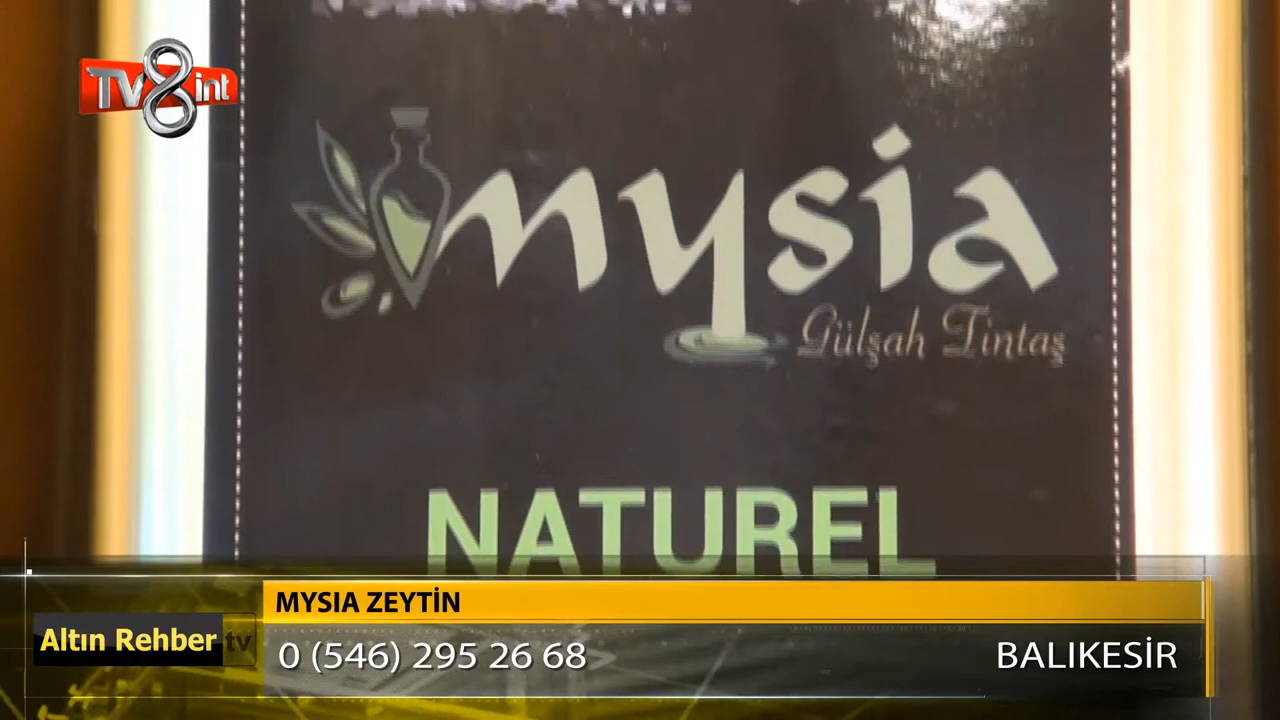 TV8int
mysia
Gülşah Tintaş
NATUREL
MYSIA ZEYTİN
Altın Rehber tv
0 (546) 295 26 68
BALIKESİR